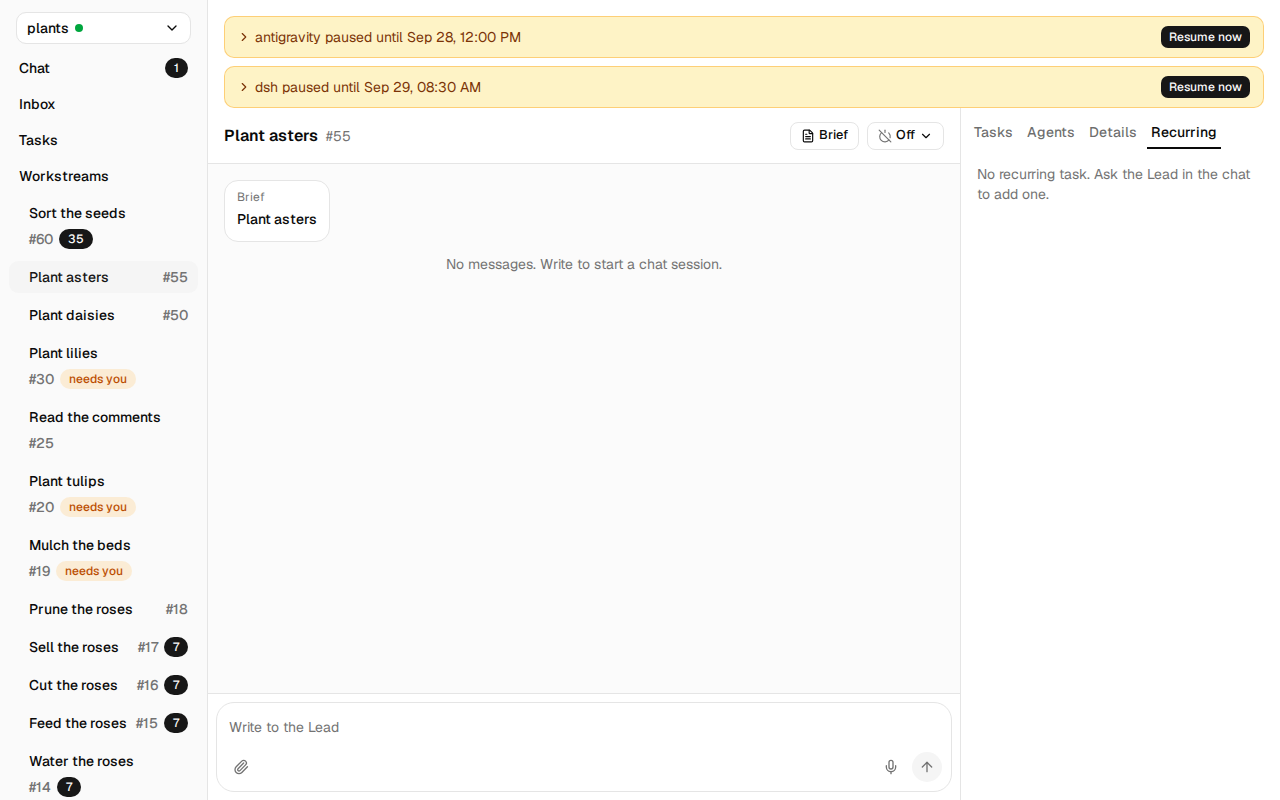 plants
Chat 1
Inbox
Tasks
Workstreams
Sort the seeds
#60 35
Plant asters #55
Plant daisies #50
Plant lilies
#30 needs you
Read the comments
#25
Plant tulips
#20 needs you
Mulch the beds
#19 needs you
Prune the roses #18
Sell the roses #17 7
Cut the roses #16 7
Feed the roses #15 7
Water the roses
#14 7
antigravity paused until Sep 28, 12:00 PM Resume now
dsh paused until Sep 29, 08:30 AM Resume now
Plant asters #55 Brief Off
Brief
Plant asters
No messages. Write to start a chat session.
Write to the Lead
Tasks Agents Details Recurring
No recurring task. Ask the Lead in the chat
to add one.